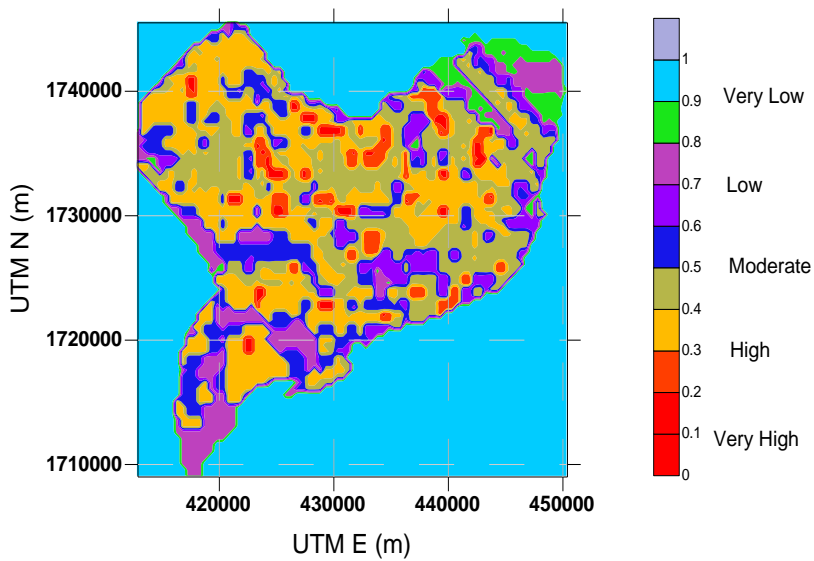 1740000
1730000
1720000
1710000
UTM N (m)
420000
430000
440000
450000
UTM E (m)
1
0.9
0.8
0.7
0.6
0.5
0.4
0.3
0.2
0.1
0
Very Low
Low
Moderate
High
Very High